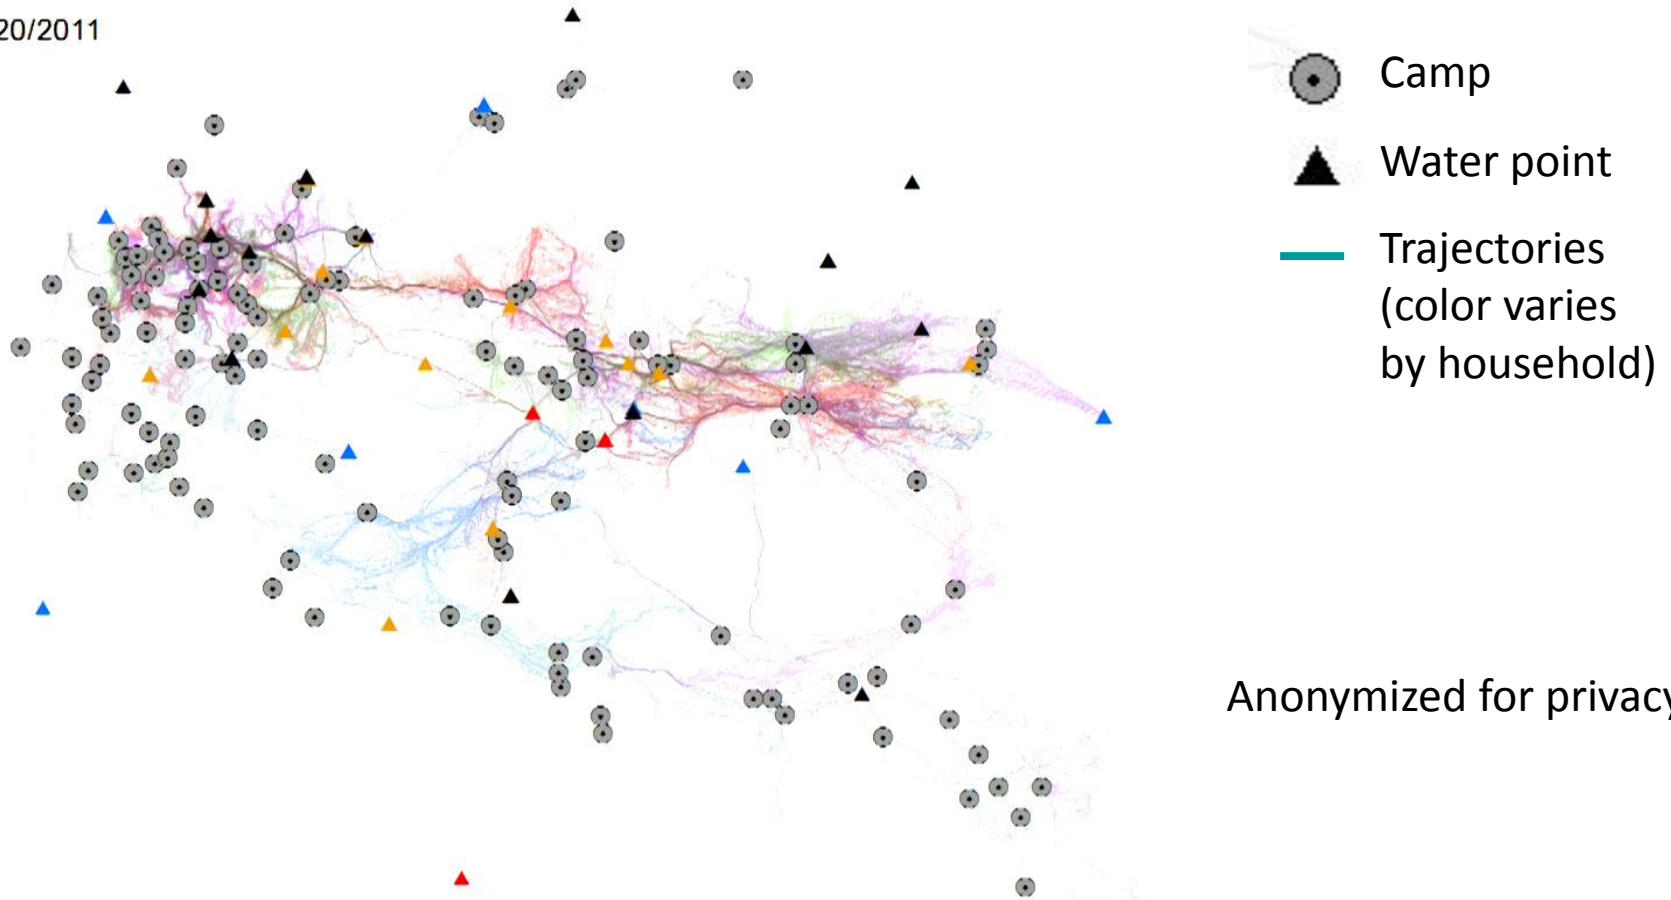 20/2011
Camp
Water point
Trajectories
(color varies
by household)
Anonymized for privacy